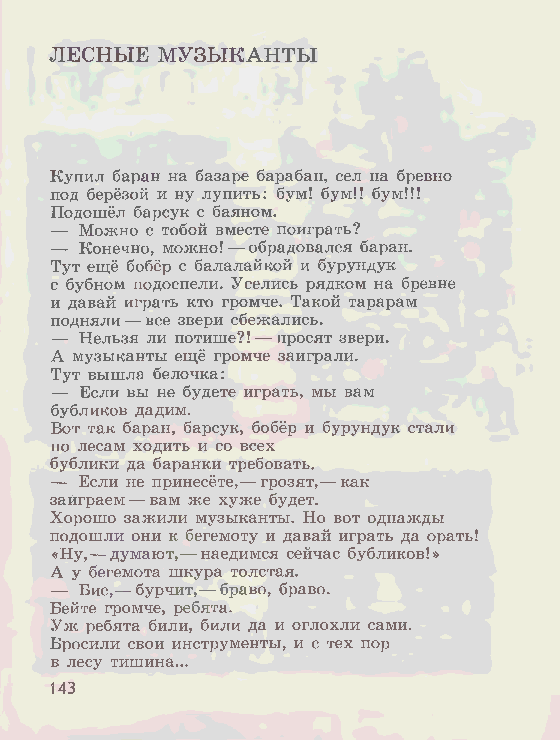 ЛЕСНЫЕ МУЗЫКАНТЫ
Купил баран на базаре барабан, сел на бревно
под берёзой и ну лупить: бум! бум!! бум!!!
Подошёл барсук с баяном.
— Можно с тобой вместе поиграть?
— Конечно, можно! — обрадовался баран.
Тут ещё бобёр с балалайкой и бурундук
с бубном подоспели. Уселись рядком на бревне
и давай играть кто громче. Такой тарарам
подняли — все звери сбежались.
— Нельзя ли потише?! — просят звери.
А музыканты ещё громче заиграли.
Тут вышла белочка:
— Если вы не будете играть, мы вам
бубликов дадим.
Вот так баран, барсук, бобёр и бурундук стали
по лесам ходить и со всех
бублики да баранки требовать.
— Если не принесёте,— грозят,— как
заиграем — вам же хуже будет.
Хорошо зажили музыканты. Но вот однажды
подошли они к бегемоту и давай играть да орать!
«Ну,— думают,— наедимся сейчас бубликов!»
А у бегемота шкура толстая.
— Бис,— бурчит,— браво, браво.
Бейте громче, ребята.
Уж ребята били, били да и оглохли сами.
Бросили свои инструменты, и с тех пор
в лесу тишина...
143